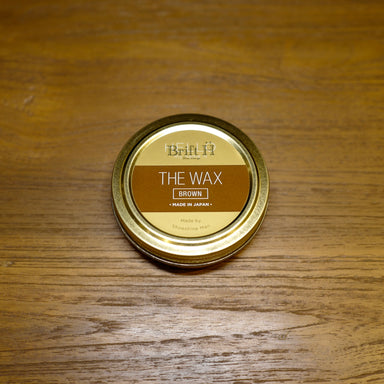 Brift H
THE WAX
BROWN
• MADE IN JAPAN •
Made by
Shoeshine Man